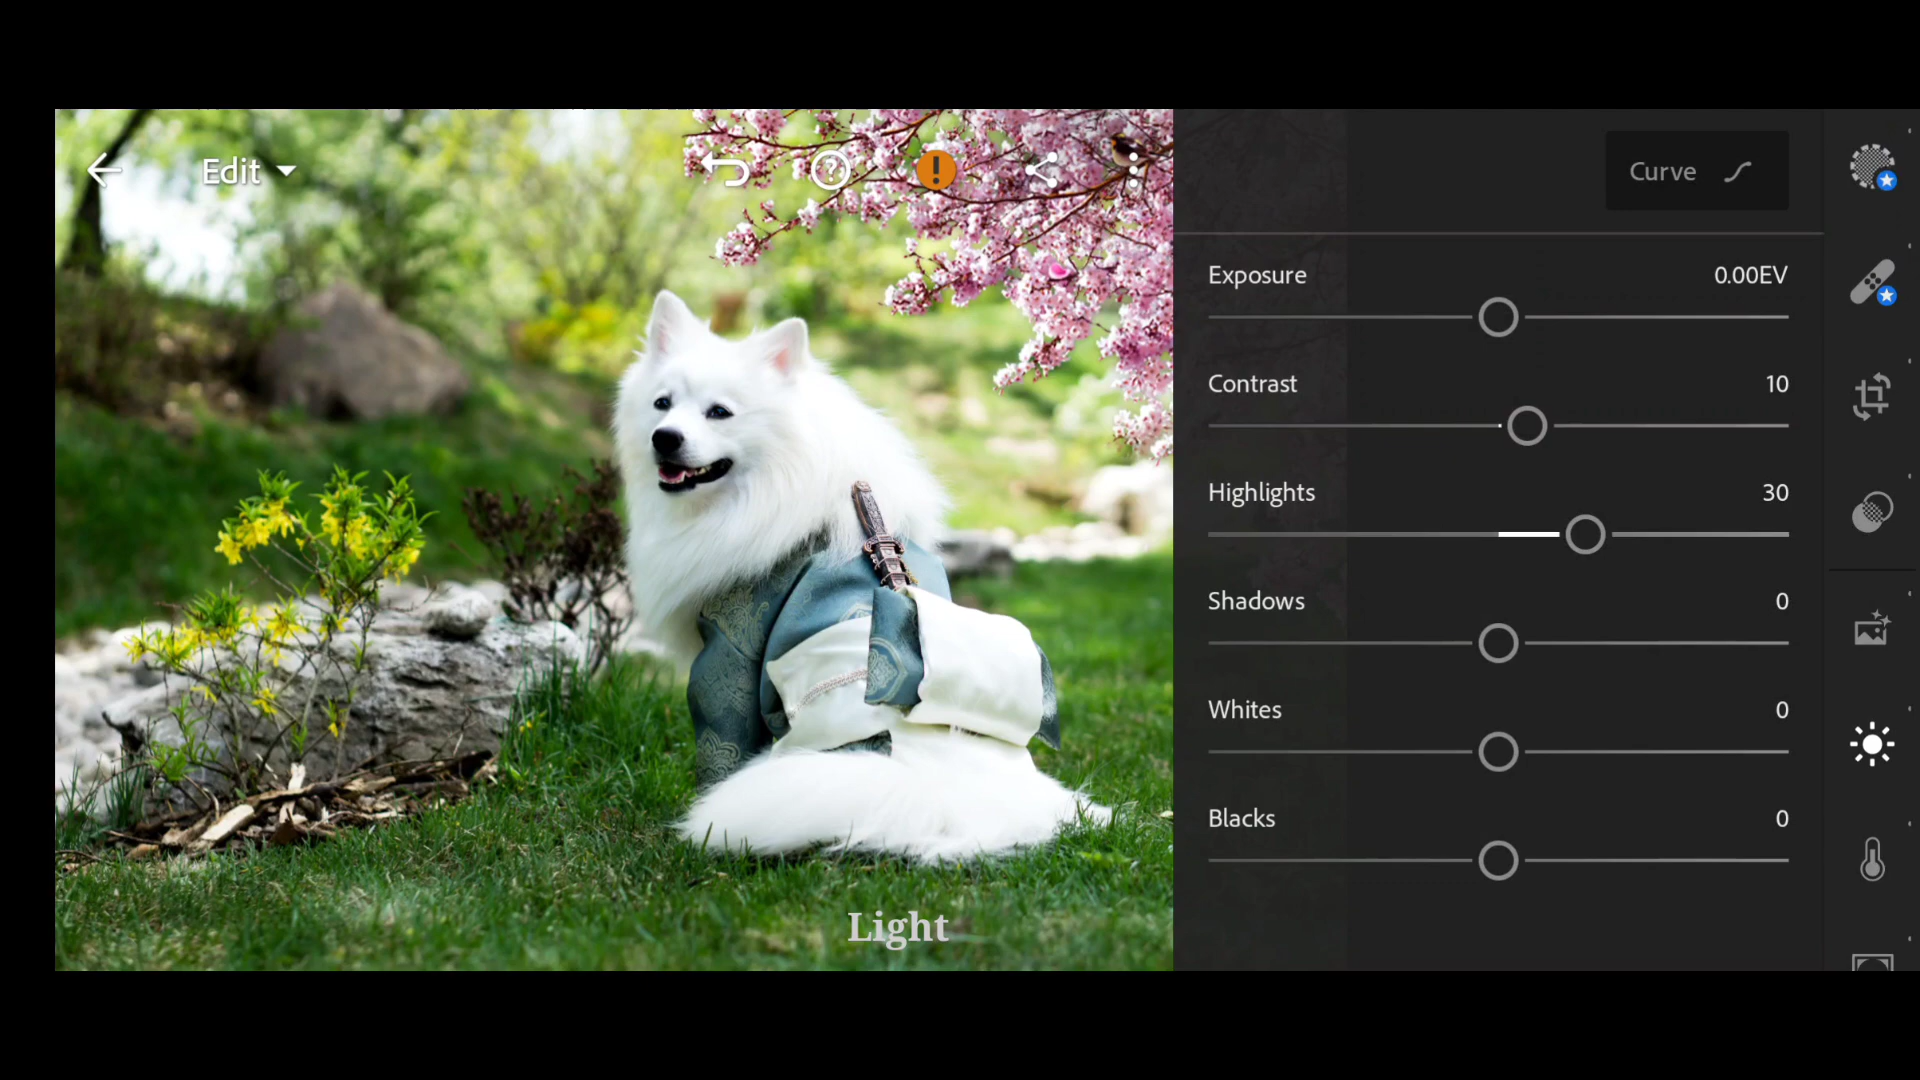 Edit
Curve
Exposure 0.00EV
Contrast 10
Highlights 30
Shadows 0
Whites 0
Blacks 0
Light